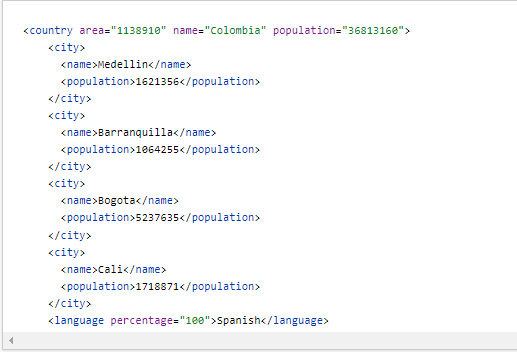 <country area="1138910" name="Colombia" population="36813160">
<city>
<name>Medellin</name>
<population>1621356</population>
</city>
<city>
<name>Barranquilla</name>
<population>1064255</population>
</city>
<city>
<name>Bogota</name>
<population>5237635</population>
</city>
<city>
<name>Cali</name>
<population>1718871</population>
</city>
<language percentage="100">Spanish</language>